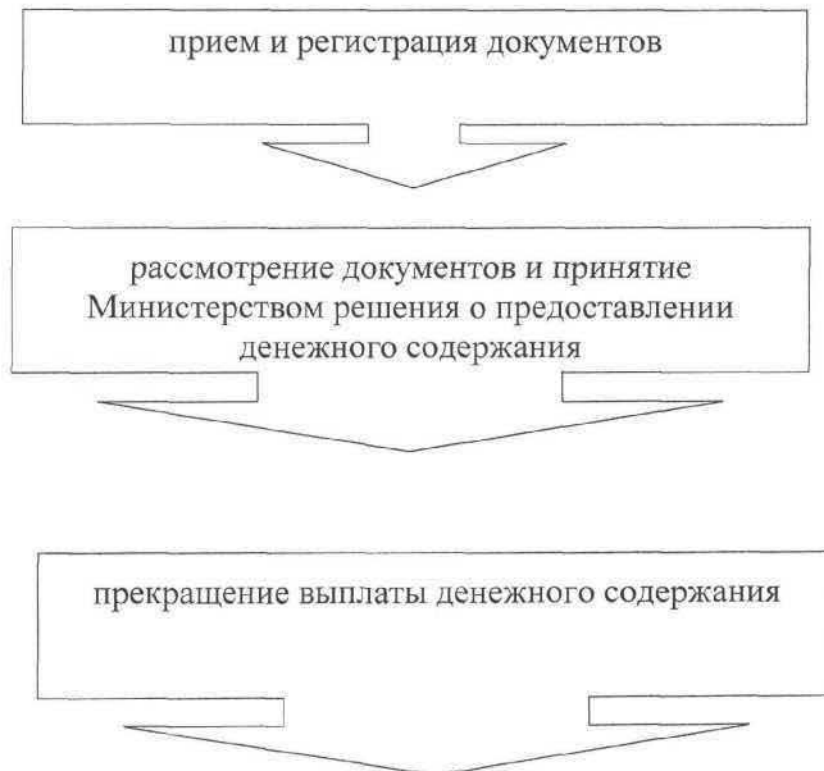 прием и регистрация документов
рассмотрение документов и принятие
Министерством решения о предоставлении
денежного содержания
прекращение выплаты денежного содержания